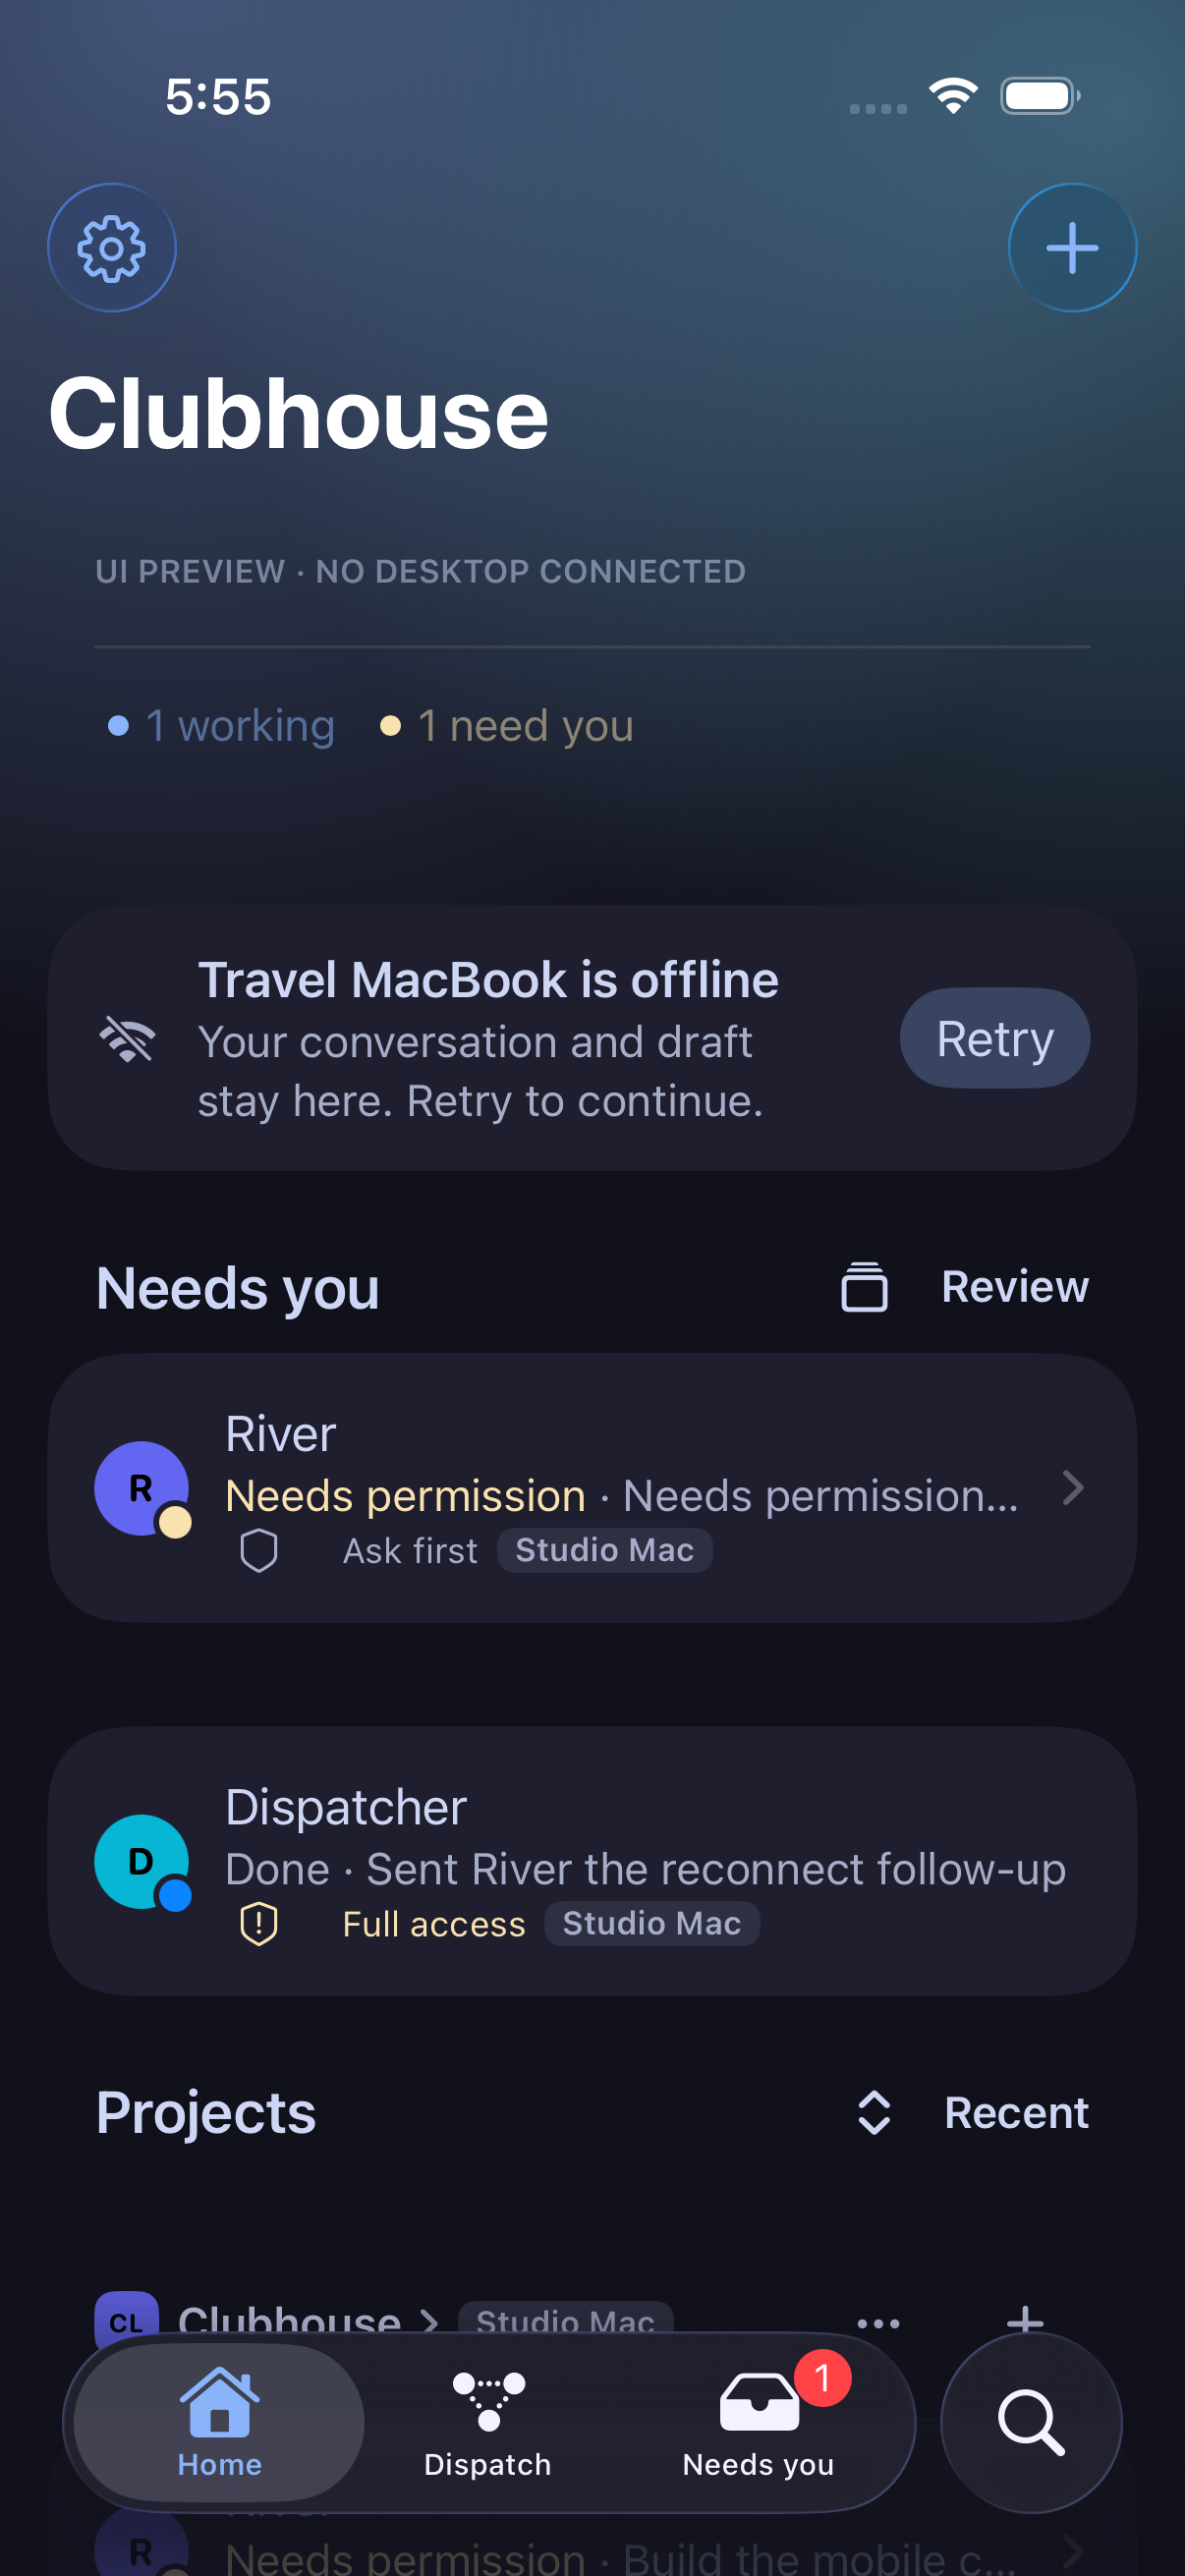 5:55
Clubhouse
UI PREVIEW · NO DESKTOP CONNECTED
1 working 1 need you
Travel MacBook is offline
Your conversation and draft
stay here. Retry to continue.
Retry
Needs you Review
R
River
Needs permission · Needs permission...
Ask first Studio Mac
D
Dispatcher
Done · Sent River the reconnect follow-up
Full access Studio Mac
Projects Recent
CL Clubhouse Studio Mac
1
Home Dispatch Needs you
River
R
Needs permission · Build the mobile c...